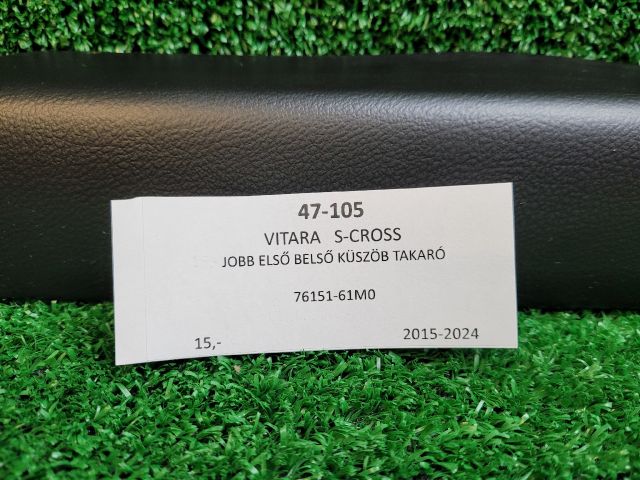 47-105
VITARA S-CROSS
JOBB ELSŐ BELSŐ KÜSZÖB TAKARÓ
76151-61M0
15,- 2015-2024